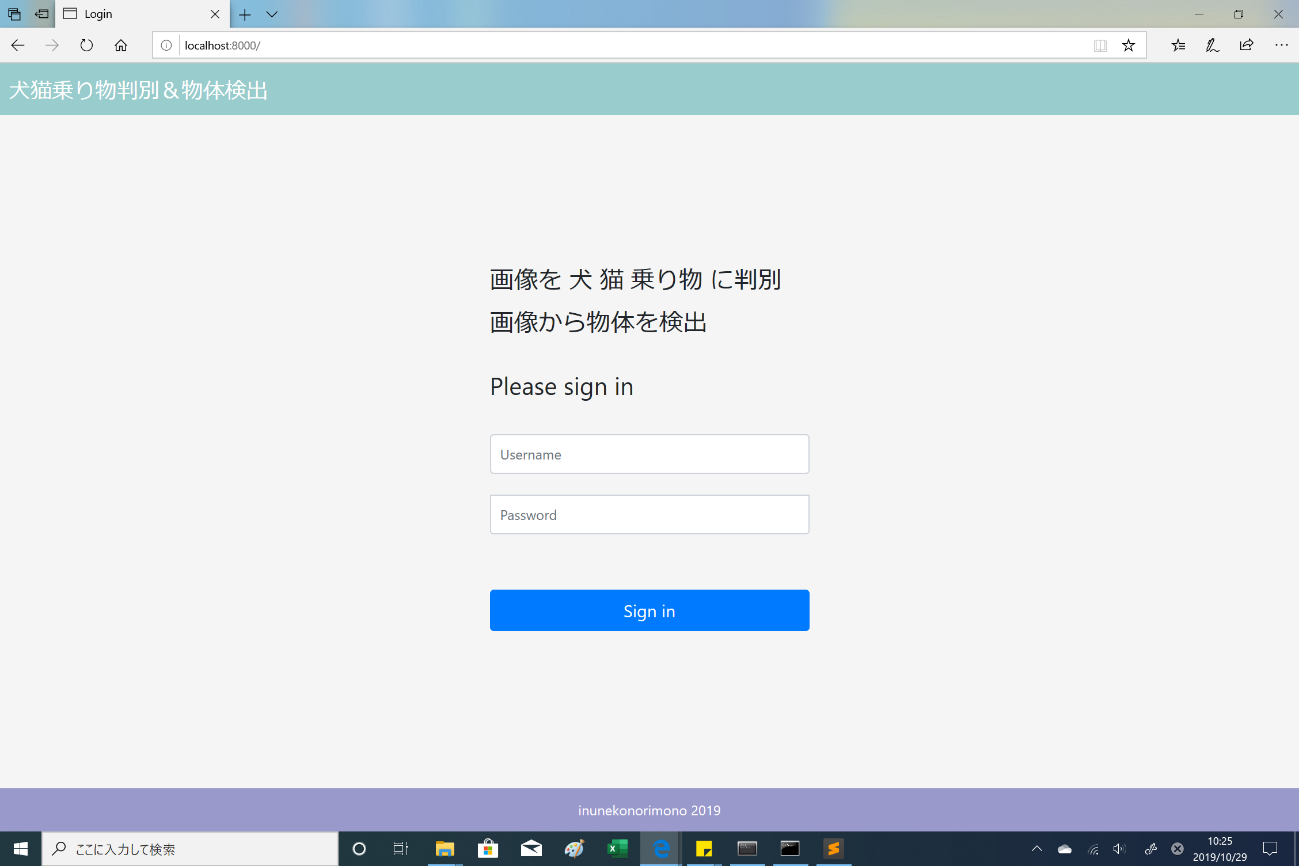 Login
localhost:8000/
犬猫乗り物判別＆物体検出
画像を 犬 猫 乗り物 に判別
画像から物体を検出
Please sign in
Username
Password
Sign in
inunekonorimono 2019
ここに入力して検索
10:25
2019/10/29